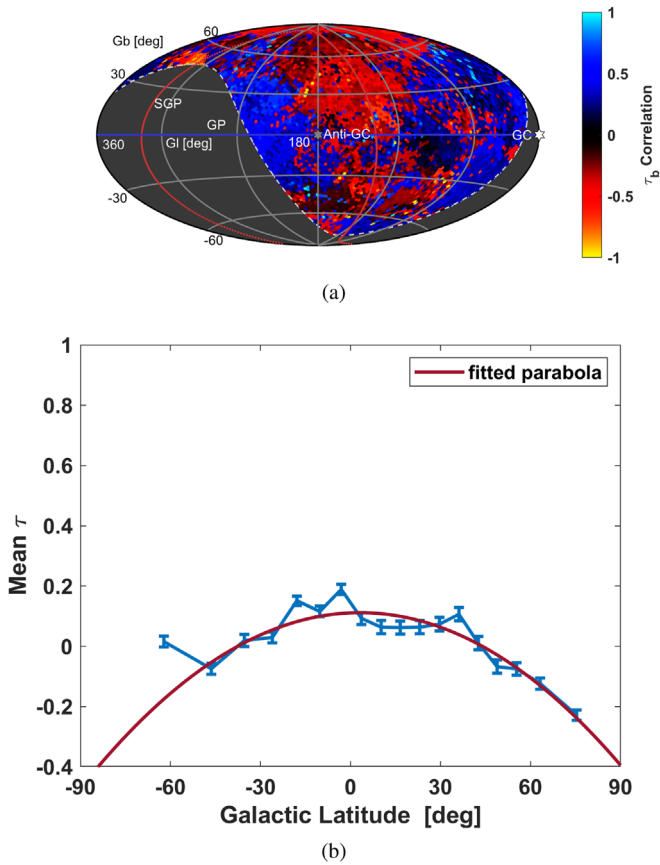 Gb [deg]
60
30
SGP
GP
Gl [deg]
360
180
Anti-GC
GC
-30
-60
1
0.5
0
-0.5
-1
τb Correlation
(a)
fitted parabola
1
0.8
0.6
0.4
0.2
0
-0.2
-0.4
Mean τ
-90 -60 -30 0 30 60 90
Galactic Latitude [deg]
(b)